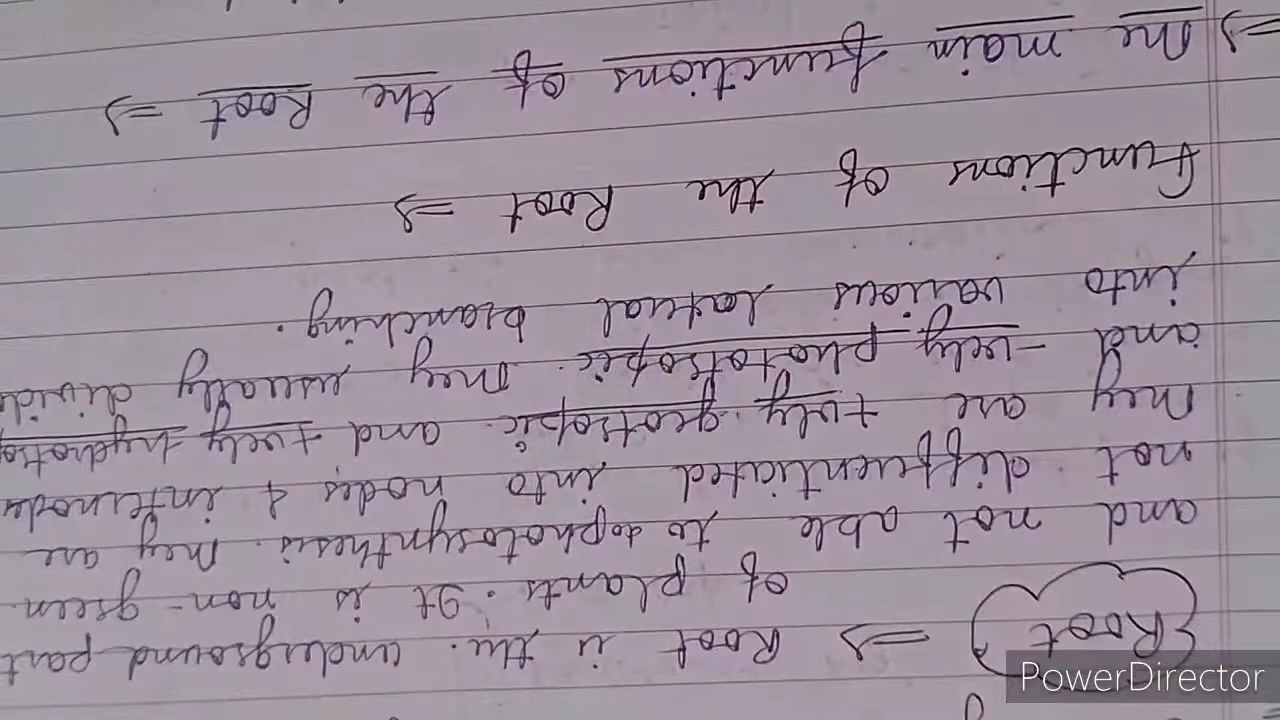 Root ⇒ Root is the underground part
of plants. It is non-green
and not able to dophotosynthesis. They are
not differenticated into nodes & internodes
They are +vely geotropic and +vely hydrotrop
and -vely phototropic. They usually divide
into various lateral branching.
Functions of the Root ⇒
⇒ The main functions of the Root ⇒
PowerDirector